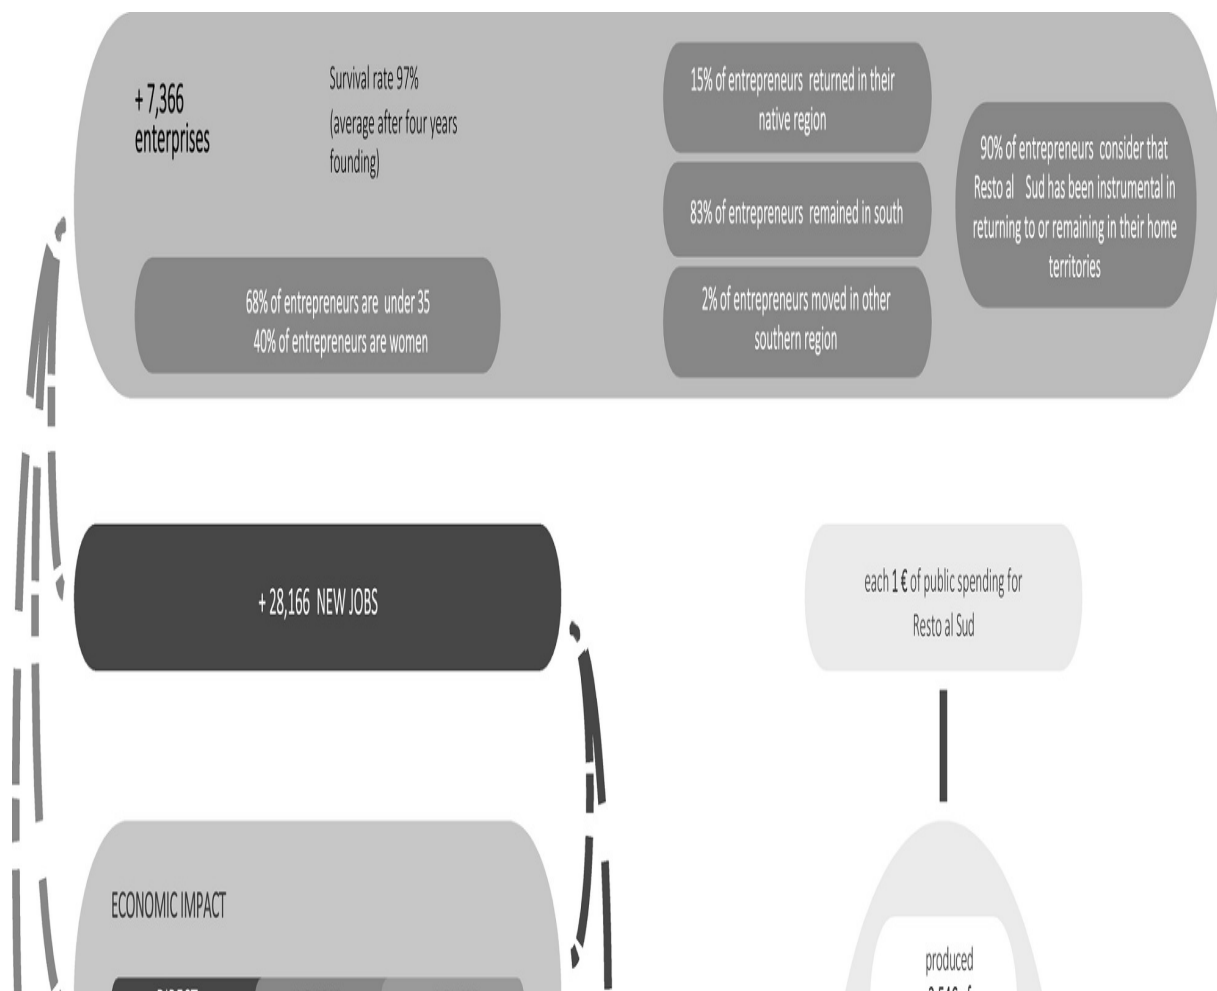 + 7,366
enterprises
Survival rate 97%
(average after four years
founding)
68% of entrepreneurs are under 35
40% of entrepreneurs are women
15% of entrepreneurs returned in their
native region
83% of entrepreneurs remained in south
2% of entrepreneurs moved in other
southern region
90% of entrepreneurs consider that
Resto al Sud has been instrumental in
returning to or remaining in their home
territories
+ 28,166 NEW JOBS
each 1 € of public spending for
Resto al Sud
ECONOMIC IMPACT
produced